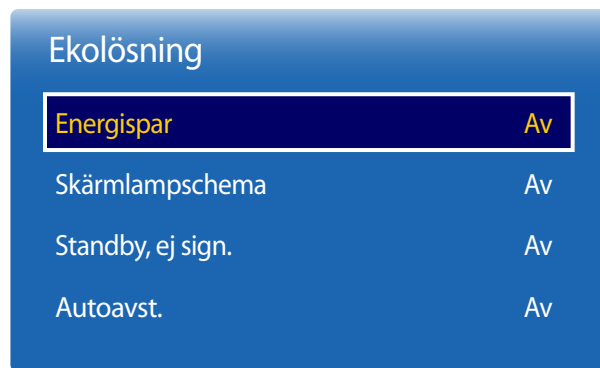 Ekolösning
Energispar Av
Skärmlampschema Av
Standby, ej sign. Av
Autoavst. Av